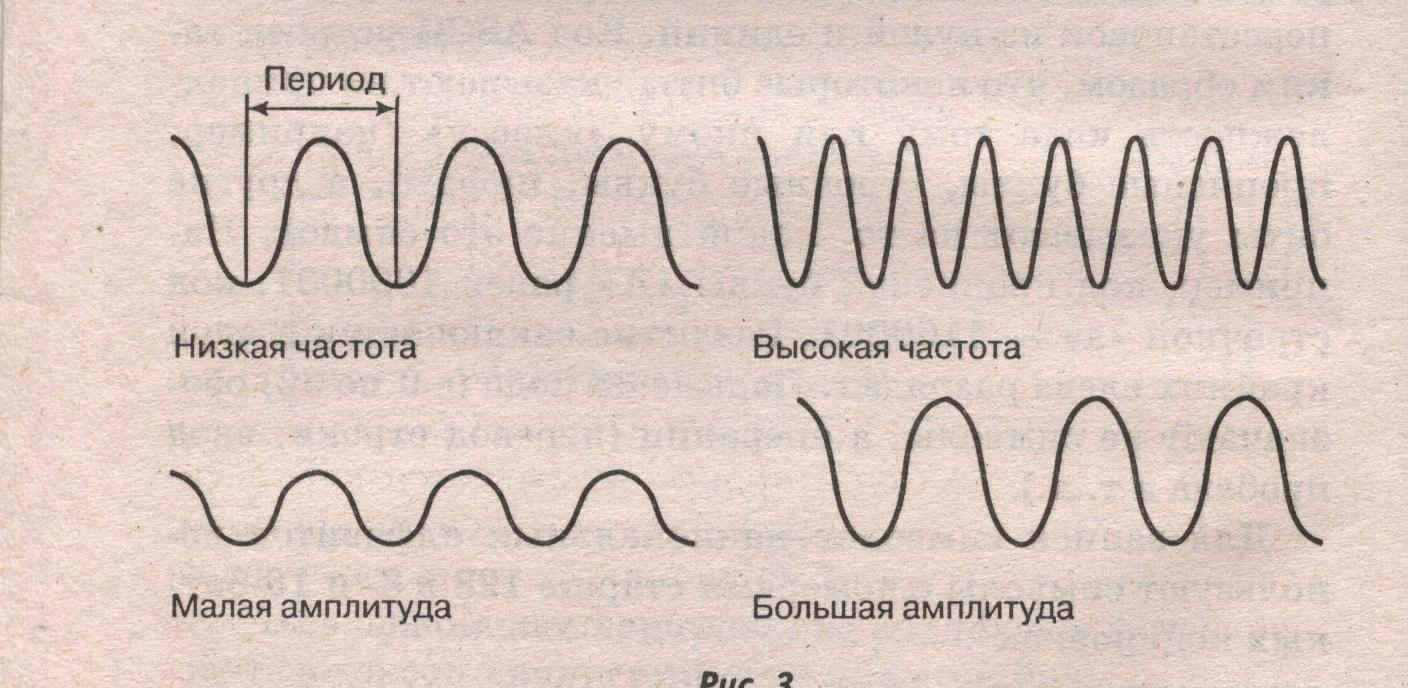 Период
Низкая частота
Высокая частота
Малая амплитуда
Большая амплитуда
Рис. 3